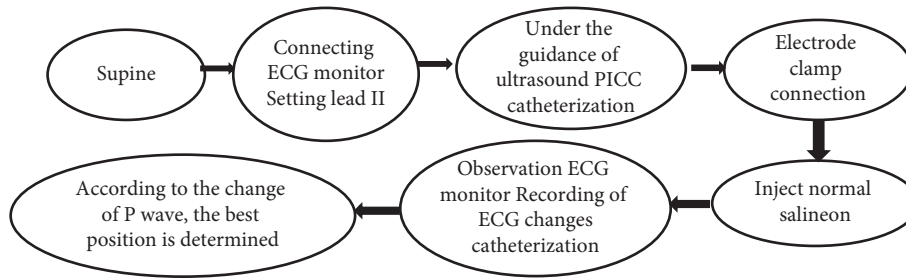 Supine
Connecting
ECG monitor
Setting lead II
Under the
guidance of
ultrasound PICC
catheterization
Electrode
clamp
connection
Inject normal
salineon
Observation ECG
monitor Recording of
ECG changes
catheterization
According to the change
of P wave, the best
position is determined